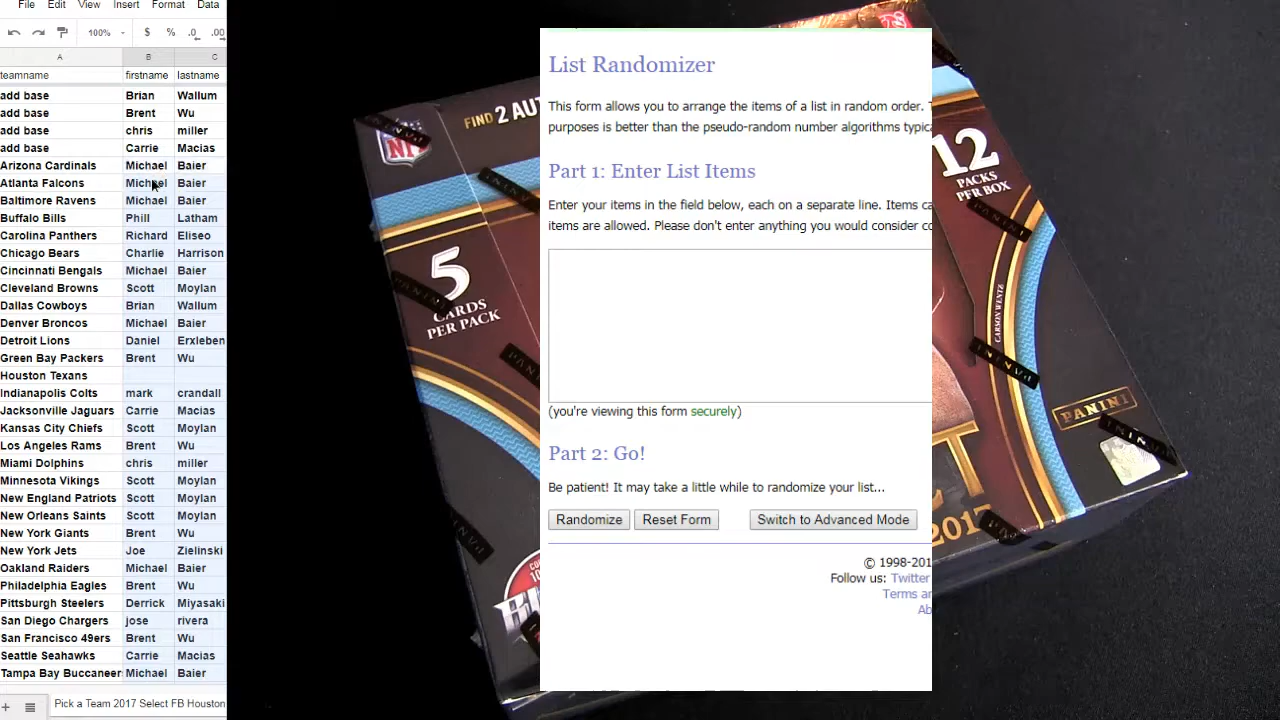 File Edit View Insert Format Data
100% $ % .0 .00
A B C
teamname firstname lastname
add base Brian Wallum
add base Brent Wu
add base chris miller
add base Carrie Macias
Arizona Cardinals Michael Baier
Atlanta Falcons Michael Baier
Baltimore Ravens Michael Baier
Buffalo Bills Phill Latham
Carolina Panthers Richard Eliseo
Chicago Bears Charlie Harrison
Cincinnati Bengals Michael Baier
Cleveland Browns Scott Moylan
Dallas Cowboys Brian Wallum
Denver Broncos Michael Baier
Detroit Lions Daniel Erxleben
Green Bay Packers Brent Wu
Houston Texans
Indianapolis Colts mark crandall
Jacksonville Jaguars Carrie Macias
Kansas City Chiefs Scott Moylan
Los Angeles Rams Brent Wu
Miami Dolphins chris miller
Minnesota Vikings Scott Moylan
New England Patriots Scott Moylan
New Orleans Saints Scott Moylan
New York Giants Brent Wu
New York Jets Joe Zielinski
Oakland Raiders Michael Baier
Philadelphia Eagles Brent Wu
Pittsburgh Steelers Derrick Miyasaki
San Diego Chargers jose rivera
San Francisco 49ers Brent Wu
Seattle Seahawks Carrie Macias
Tampa Bay Buccaneer Michael Baier
Pick a Team 2017 Select FB Houston
NFL
FIND 2 AUT
5
CARDS
PER PACK
List Randomizer
This form allows you to arrange the items of a list in random order.
purposes is better than the pseudo-random number algorithms typica
Part 1: Enter List Items
Enter your items in the field below, each on a separate line. Items ca
items are allowed. Please don't enter anything you would consider co
(you're viewing this form securely)
Part 2: Go!
Be patient! It may take a little while to randomize your list...
Randomize Reset Form Switch to Advanced Mode
© 1998-201
Follow us: Twitter
Terms an
Ab
12
PACKS
PER BOX
CARSON WENTZ
PANINI
2017